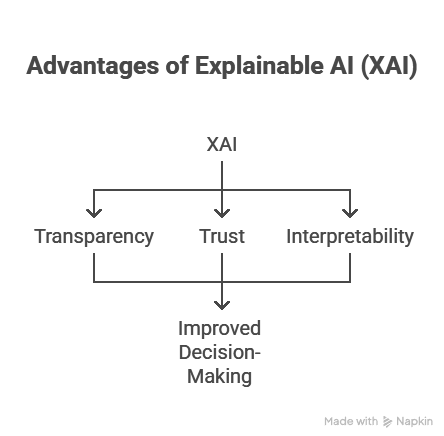 Advantages of Explainable AI (XAI)
XAI
Transparency
Trust
Interpretability
Improved
Decision-
Making
Made with Napkin